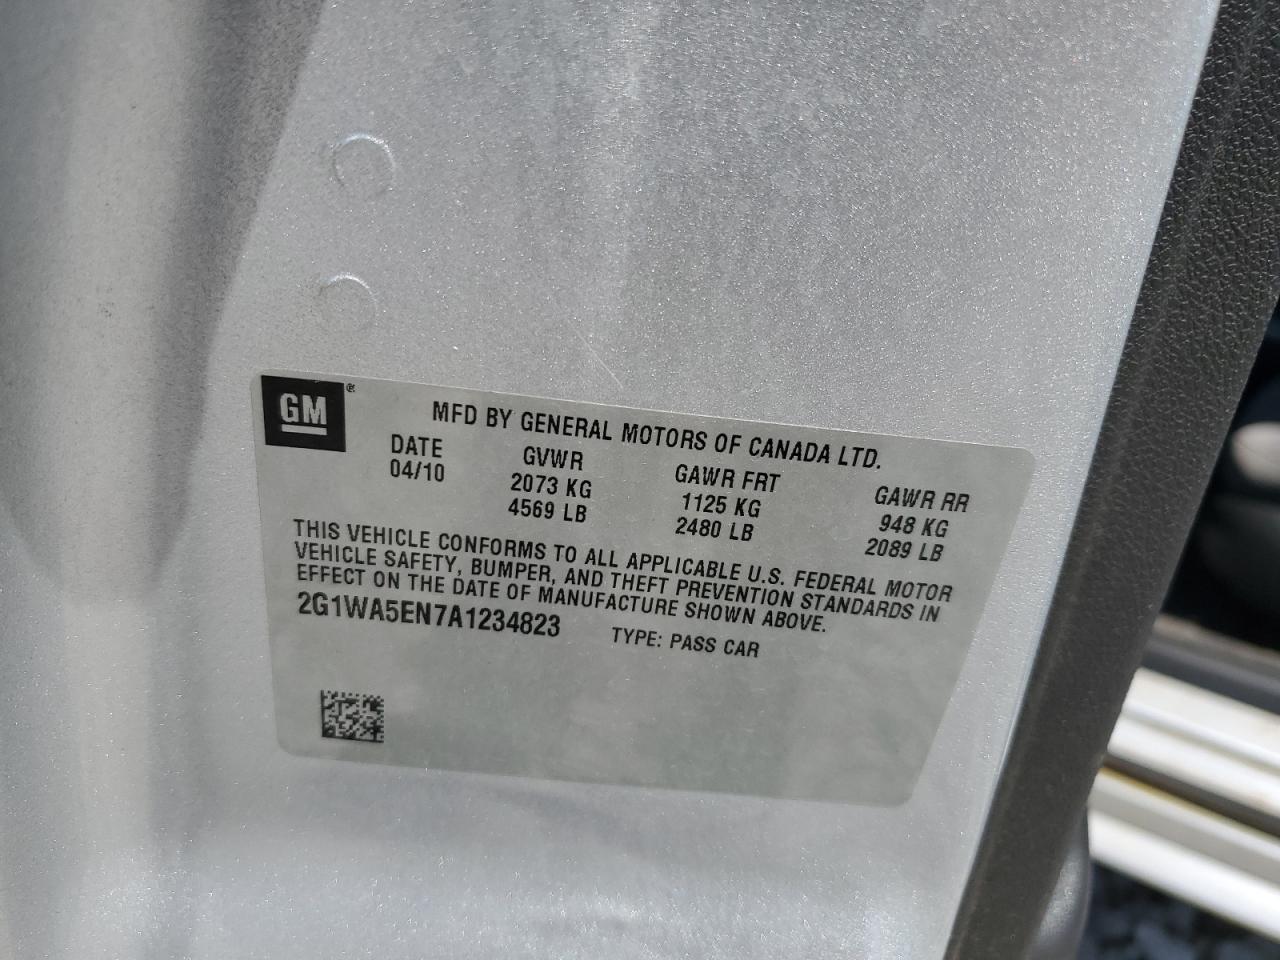 GM®
MFD BY GENERAL MOTORS OF CANADA LTD.
DATE GVWR GAWR FRT GAWR RR
04/10 2073 KG 1125 KG 948 KG
4569 LB 2480 LB 2089 LB
THIS VEHICLE CONFORMS TO ALL APPLICABLE U.S. FEDERAL MOTOR
VEHICLE SAFETY, BUMPER, AND THEFT PREVENTION STANDARDS IN
EFFECT ON THE DATE OF MANUFACTURE SHOWN ABOVE.
2G1WA5EN7A1234823 TYPE: PASS CAR